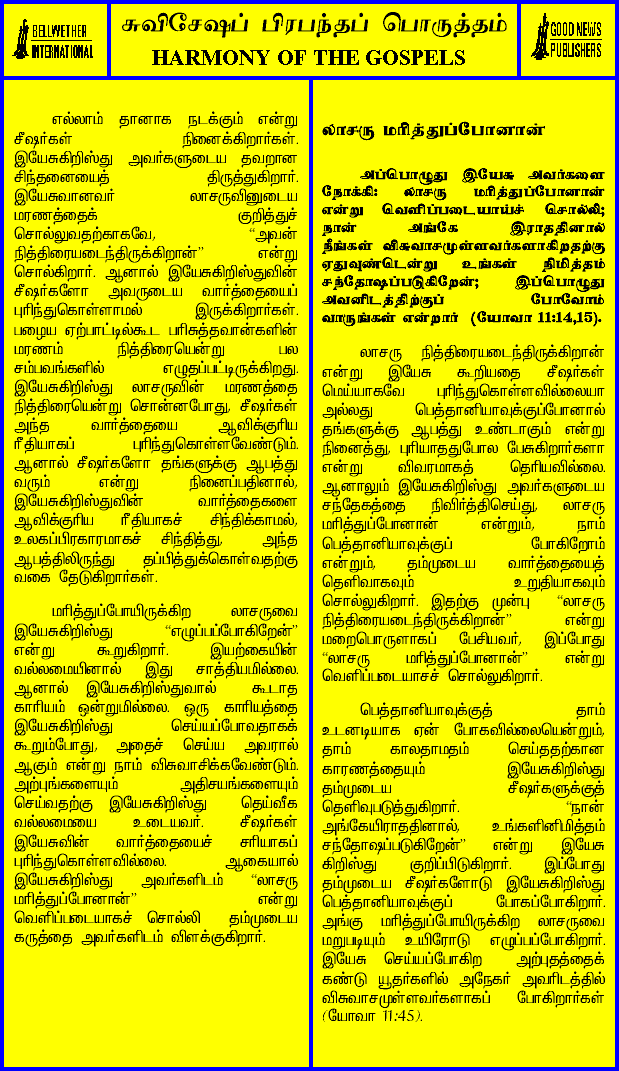 BELLWETHER
INTERNATIONAL
சுவிசேஷப் பிரபந்தப் பொருத்தம்
HARMONY OF THE GOSPELS
GOOD NEWS
PUBLISHERS
எல்லாம் தானாக நடக்கும் என்று
சீஷர்கள் நினைக்கிறார்கள்.
இயேசுகிறிஸ்து அவர்களுடைய தவறான
சிந்தனையைத் திருத்துகிறார்.
இயேசுவானவர் லாசருவினுடைய
மரணத்தைக் குறித்துச்
சொல்லுவதற்காகவே, “அவன்
நித்திரையடைந்திருக்கிறான்” என்று
சொல்கிறார். ஆனால் இயேசுகிறிஸ்துவின்
சீஷர்களோ அவருடைய வார்த்தையைப்
புரிந்துகொள்ளாமல் இருக்கிறார்கள்.
பழைய ஏற்பாட்டில்கூட பரிசுத்தவான்களின்
மரணம் நித்திரையென்று பல
சம்பவங்களில் எழுதப்பட்டிருக்கிறது.
இயேசுகிறிஸ்து லாசருவின் மரணத்தை
நித்திரையென்று சொன்னபோது, சீஷர்கள்
அந்த வார்த்தையை ஆவிக்குரிய
ரீதியாகப் புரிந்துகொள்ளவேண்டும்.
ஆனால் சீஷர்களோ தங்களுக்கு ஆபத்து
வரும் என்று நினைப்பதினால்,
இயேசுகிறிஸ்துவின் வார்த்தைகளை
ஆவிக்குரிய ரீதியாகச் சிந்திக்காமல்,
உலகப்பிரகாரமாகச் சிந்தித்து, அந்த
ஆபத்திலிருந்து தப்பித்துக்கொள்வதற்கு
வகை தேடுகிறார்கள்.
மரித்துப்போயிருக்கிற லாசருவை
இயேசுகிறிஸ்து “எழுப்பப்போகிறேன்”
என்று கூறுகிறார். இயற்கையின்
வல்லமையினால் இது சாத்தியமில்லை.
ஆனால் இயேசுகிறிஸ்துவால் கூடாத
காரியம் ஒன்றுமில்லை. ஒரு காரியத்தை
இயேசுகிறிஸ்து செய்யப்போவதாகக்
கூறும்போது, அதைச் செய்ய அவரால்
ஆகும் என்று நாம் விசுவாசிக்கவேண்டும்.
அற்புங்களையும் அதிசயங்களையும்
செய்வதற்கு இயேசுகிறிஸ்து தெய்வீக
வல்லமையை உடையவர். சீஷர்கள்
இயேசுவின் வார்த்தையைச் சரியாகப்
புரிந்துகொள்ளவில்லை. ஆகையால்
இயேசுகிறிஸ்து அவர்களிடம் “லாசரு
மரித்துப்போனான்” என்று
வெளிப்படையாகச் சொல்லி தம்முடைய
கருத்தை அவர்களிடம் விளக்குகிறார்.
லாசரு மரித்துப்போனான்
அப்பொழுது இயேசு அவர்களை
நோக்கி: லாசரு மரித்துப்போனான்
என்று வெளிப்படையாய்ச் சொல்லி;
நான் அங்கே இராததினால்
நீங்கள் விசுவாசமுள்ளவர்களாகிறதற்கு
ஏதுவுண்டென்று உங்கள் நிமித்தம்
சந்தோஷப்படுகிறேன்; இப்பொழுது
அவனிடத்திற்குப் போவோம்
வாருங்கள் என்றார் (யோவா 11:14,15).
லாசரு நித்திரையடைந்திருக்கிறான்
என்று இயேசு கூறியதை சீஷர்கள்
மெய்யாகவே புரிந்துகொள்ளவில்லையா
அல்லது பெத்தானியாவுக்குப்போனால்
தங்களுக்கு ஆபத்து உண்டாகும் என்று
நினைத்து, புரியாததுபோல பேசுகிறார்களா
என்று விவரமாகத் தெரியவில்லை.
ஆனாலும் இயேசுகிறிஸ்து அவர்களுடைய
சந்தேகத்தை நிவிர்த்திசெய்து, லாசரு
மரித்துப்போனான் என்றும், நாம்
பெத்தானியாவுக்குப் போகிறோம்
என்றும், தம்முடைய வார்த்தையைத்
தெளிவாகவும் உறுதியாகவும்
சொல்லுகிறார். இதற்கு முன்பு “லாசரு
நித்திரையடைந்திருக்கிறான்” என்று
மறைபொருளாகப் பேசியவர், இப்போது
“லாசரு மரித்துப்போனான்” என்று
வெளிப்படையாசச் சொல்லுகிறார்.
பெத்தானியாவுக்குத் தாம்
உடனடியாக ஏன் போகவில்லையென்றும்,
தாம் காலதாமதம் செய்ததற்கான
காரணத்தையும் இயேசுகிறிஸ்து
தம்முடைய சீஷர்களுக்குத்
தெளிவுபடுத்துகிறார். “நான்
அங்கேயிராததினால், உங்களினிமித்தம்
சந்தோஷப்படுகிறேன்” என்று இயேசு
கிறிஸ்து குறிப்பிடுகிறார். இப்போது
தம்முடைய சீஷர்களோடு இயேசுகிறிஸ்து
பெத்தானியாவுக்குப் போகப்போகிறார்.
அங்கு மரித்துப்போயிருக்கிற லாசருவை
மறுபடியும் உயிரோடு எழுப்பப்போகிறார்.
இயேசு செய்யப்போகிற அற்புதத்தைக்
கண்டு யூதர்களில் அநேகர் அவரிடத்தில்
விசுவாசமுள்ளவர்களாகப் போகிறார்கள்
(யோவா 11:45).